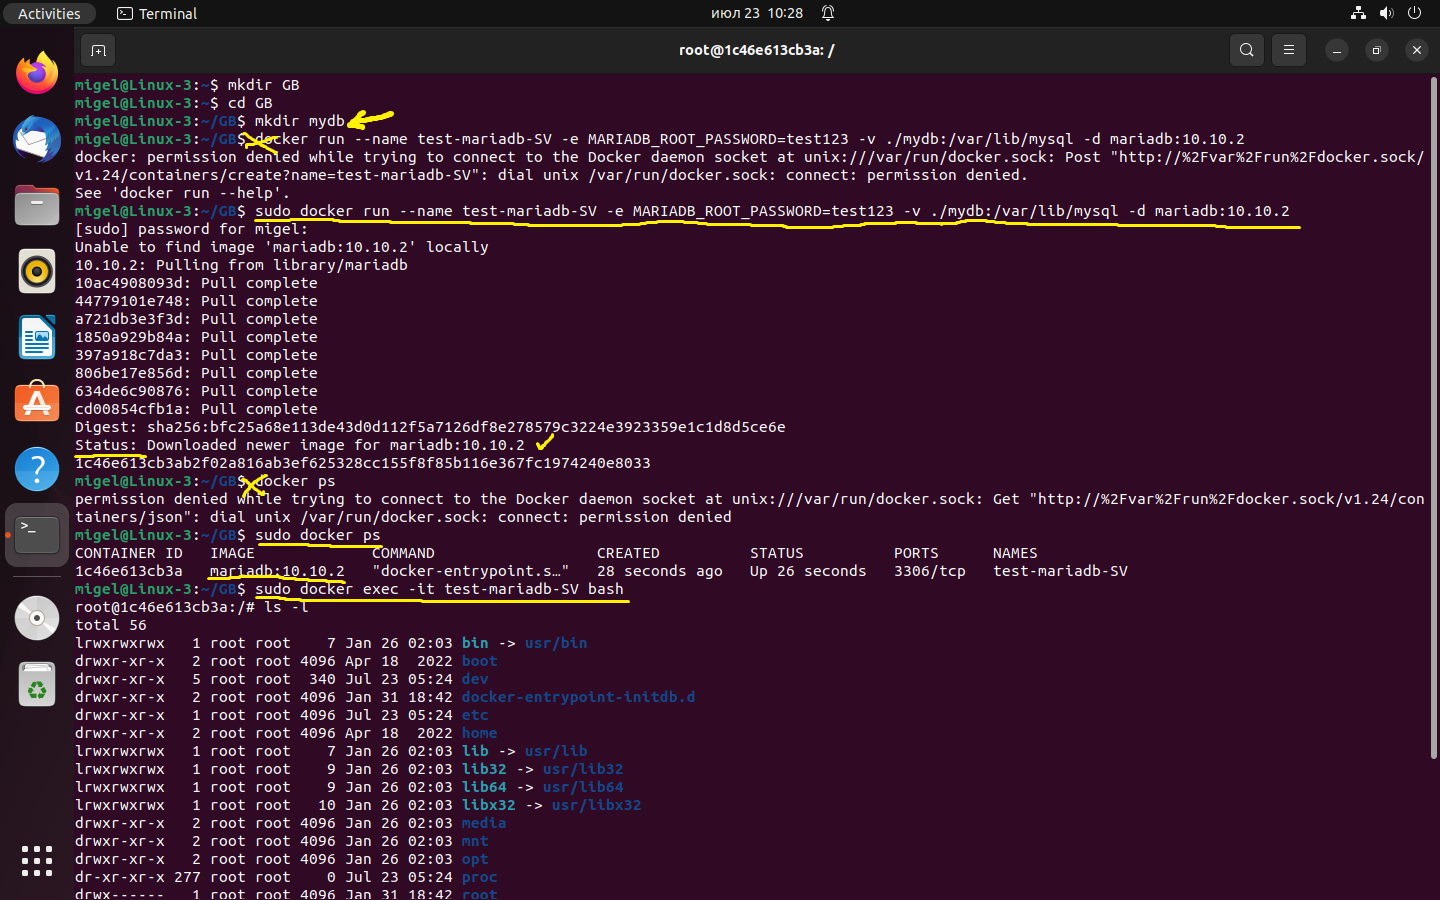 Activities
Terminal
июл 23 10:28
root@1c46e613cb3a: /
migel@Linux-3:~$ mkdir GB
migel@Linux-3:~$ cd GB
migel@Linux-3:~/GB$ mkdir mydb
migel@Linux-3:~/GB$ docker run --name test-mariadb-SV -e MARIADB_ROOT_PASSWORD=test123 -v ./mydb:/var/lib/mysql -d mariadb:10.10.2
docker: permission denied while trying to connect to the Docker daemon socket at unix:///var/run/docker.sock: Post "http://%2Fvar%2Frun%2Fdocker.sock/
v1.24/containers/create?name=test-mariadb-SV": dial unix /var/run/docker.sock: connect: permission denied.
See 'docker run --help'.
migel@Linux-3:~/GB$ sudo docker run --name test-mariadb-SV -e MARIADB_ROOT_PASSWORD=test123 -v ./mydb:/var/lib/mysql -d mariadb:10.10.2
[sudo] password for migel:
Unable to find image 'mariadb:10.10.2' locally
10.10.2: Pulling from library/mariadb
10ac4908093d: Pull complete
44779101e748: Pull complete
a721db3e3f3d: Pull complete
1850a929b84a: Pull complete
397a918c7da3: Pull complete
806be17e856d: Pull complete
634de6c90876: Pull complete
cd00854cfb1a: Pull complete
Digest: sha256:bfc25a68e113de43d0d112f5a7126df8e278579c3224e3923359e1c1d8d5ce6e
Status: Downloaded newer image for mariadb:10.10.2
1c46e613cb3ab2f02a816ab3ef625328cc155f8f85b116e367fc1974240e8033
migel@Linux-3:~/GB$ docker ps
permission denied while trying to connect to the Docker daemon socket at unix:///var/run/docker.sock: Get "http://%2Fvar%2Frun%2Fdocker.sock/v1.24/con
tainers/json": dial unix /var/run/docker.sock: connect: permission denied
migel@Linux-3:~/GB$ sudo docker ps
CONTAINER ID   IMAGE             COMMAND                  CREATED          STATUS          PORTS      NAMES
1c46e613cb3a   mariadb:10.10.2   "docker-entrypoint.s…"   28 seconds ago   Up 26 seconds   3306/tcp   test-mariadb-SV
migel@Linux-3:~/GB$ sudo docker exec -it test-mariadb-SV bash
root@1c46e613cb3a:/# ls -l
total 56
lrwxrwxrwx   1 root root    7 Jan 26 02:03 bin -> usr/bin
drwxr-xr-x   2 root root 4096 Apr 18  2022 boot
drwxr-xr-x   5 root root  340 Jul 23 05:24 dev
drwxr-xr-x   2 root root 4096 Jan 31 18:42 docker-entrypoint-initdb.d
drwxr-xr-x   1 root root 4096 Jul 23 05:24 etc
drwxr-xr-x   2 root root 4096 Apr 18  2022 home
lrwxrwxrwx   1 root root    7 Jan 26 02:03 lib -> usr/lib
lrwxrwxrwx   1 root root    9 Jan 26 02:03 lib32 -> usr/lib32
lrwxrwxrwx   1 root root    9 Jan 26 02:03 lib64 -> usr/lib64
lrwxrwxrwx   1 root root   10 Jan 26 02:03 libx32 -> usr/libx32
drwxr-xr-x   2 root root 4096 Jan 26 02:03 media
drwxr-xr-x   2 root root 4096 Jan 26 02:03 mnt
drwxr-xr-x   2 root root 4096 Jan 26 02:03 opt
dr-xr-xr-x 277 root root    0 Jul 23 05:24 proc
drwx------   1 root root 4096 Jan 31 18:42 root